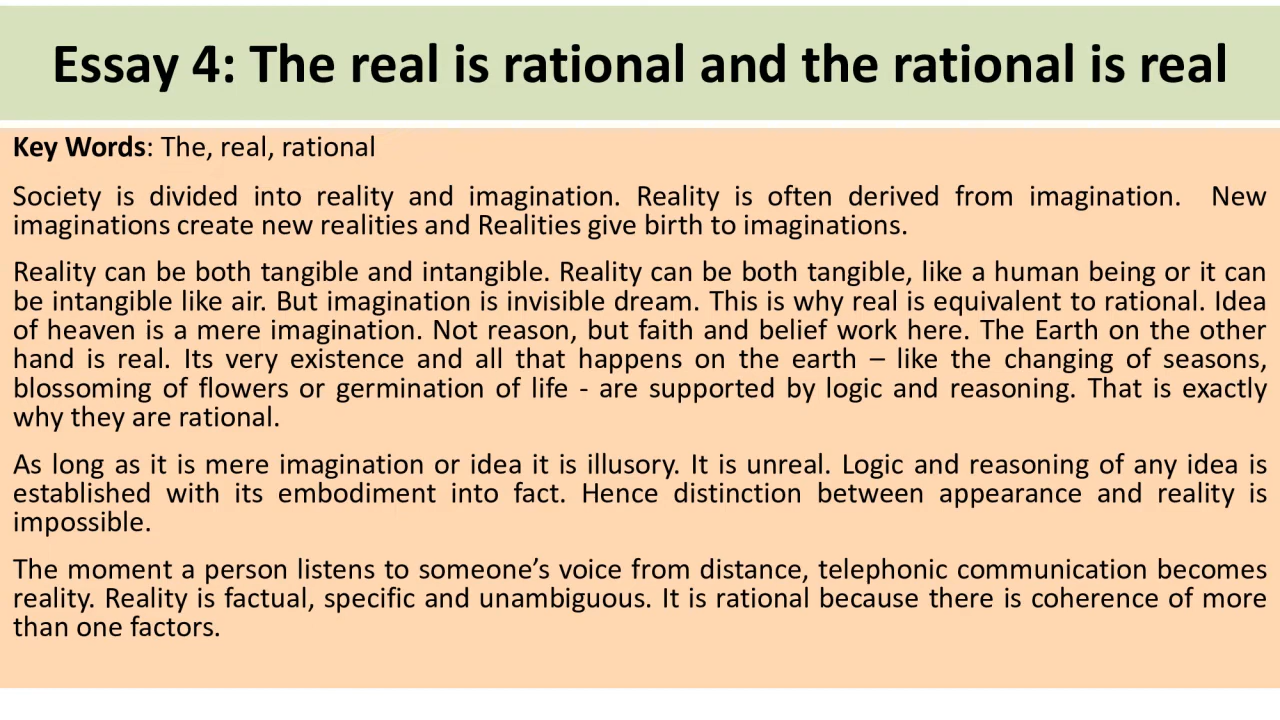 Essay 4: The real is rational and the rational is real
Key Words: The, real, rational
Society is divided into reality and imagination. Reality is often derived from imagination. New
imaginations create new realities and Realities give birth to imaginations.
Reality can be both tangible and intangible. Reality can be both tangible, like a human being or it can
be intangible like air. But imagination is invisible dream. This is why real is equivalent to rational. Idea
of heaven is a mere imagination. Not reason, but faith and belief work here. The Earth on the other
hand is real. Its very existence and all that happens on the earth – like the changing of seasons,
blossoming of flowers or germination of life - are supported by logic and reasoning. That is exactly
why they are rational.
As long as it is mere imagination or idea it is illusory. It is unreal. Logic and reasoning of any idea is
established with its embodiment into fact. Hence distinction between appearance and reality is
impossible.
The moment a person listens to someone’s voice from distance, telephonic communication becomes
reality. Reality is factual, specific and unambiguous. It is rational because there is coherence of more
than one factors.